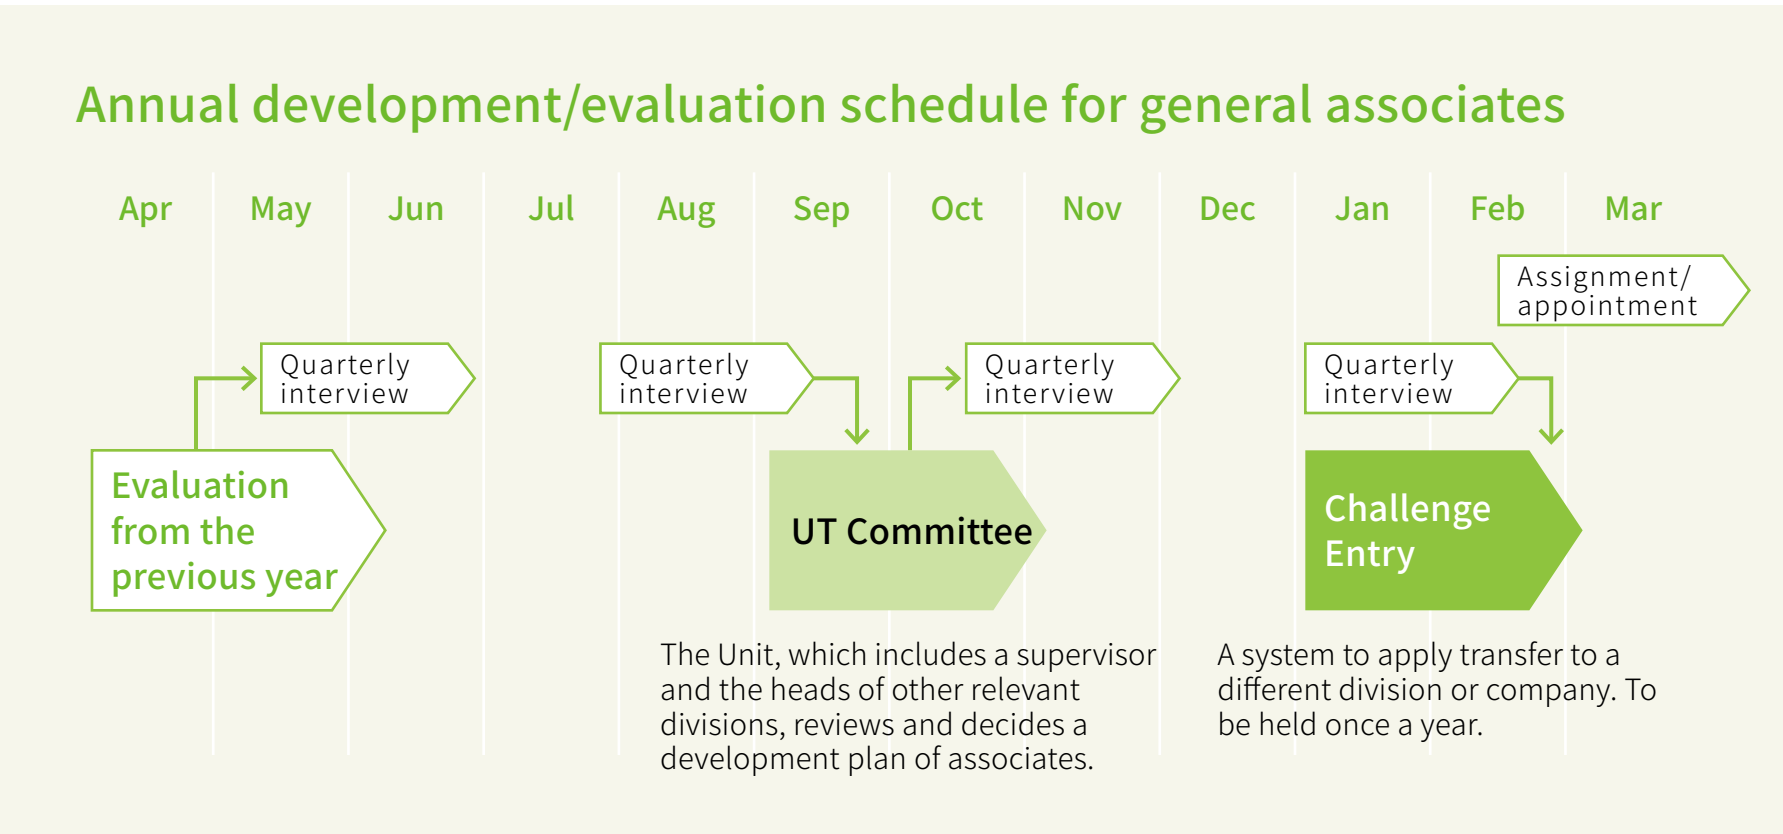 Annual development/evaluation schedule for general associates
Apr May Jun Jul Aug Sep Oct Nov Dec Jan Feb Mar
Assignment/
appointment
Quarterly
interview
Quarterly
interview
Quarterly
interview
Quarterly
interview
Evaluation
from the
previous year
UT Committee
Challenge
Entry
The Unit, which includes a supervisor
and the heads of other relevant
divisions, reviews and decides a
development plan of associates.
A system to apply transfer to a
different division or company. To
be held once a year.